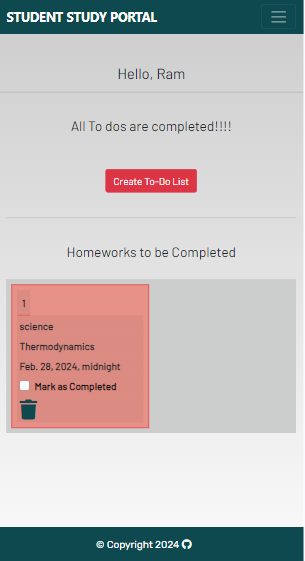 STUDENT STUDY PORTAL
Hello, Ram
All To dos are completed!!!!
Create To-Do List
Homeworks to be Completed
1
science
Thermodynamics
Feb. 28, 2024, midnight
Mark as Completed
© Copyright 2024